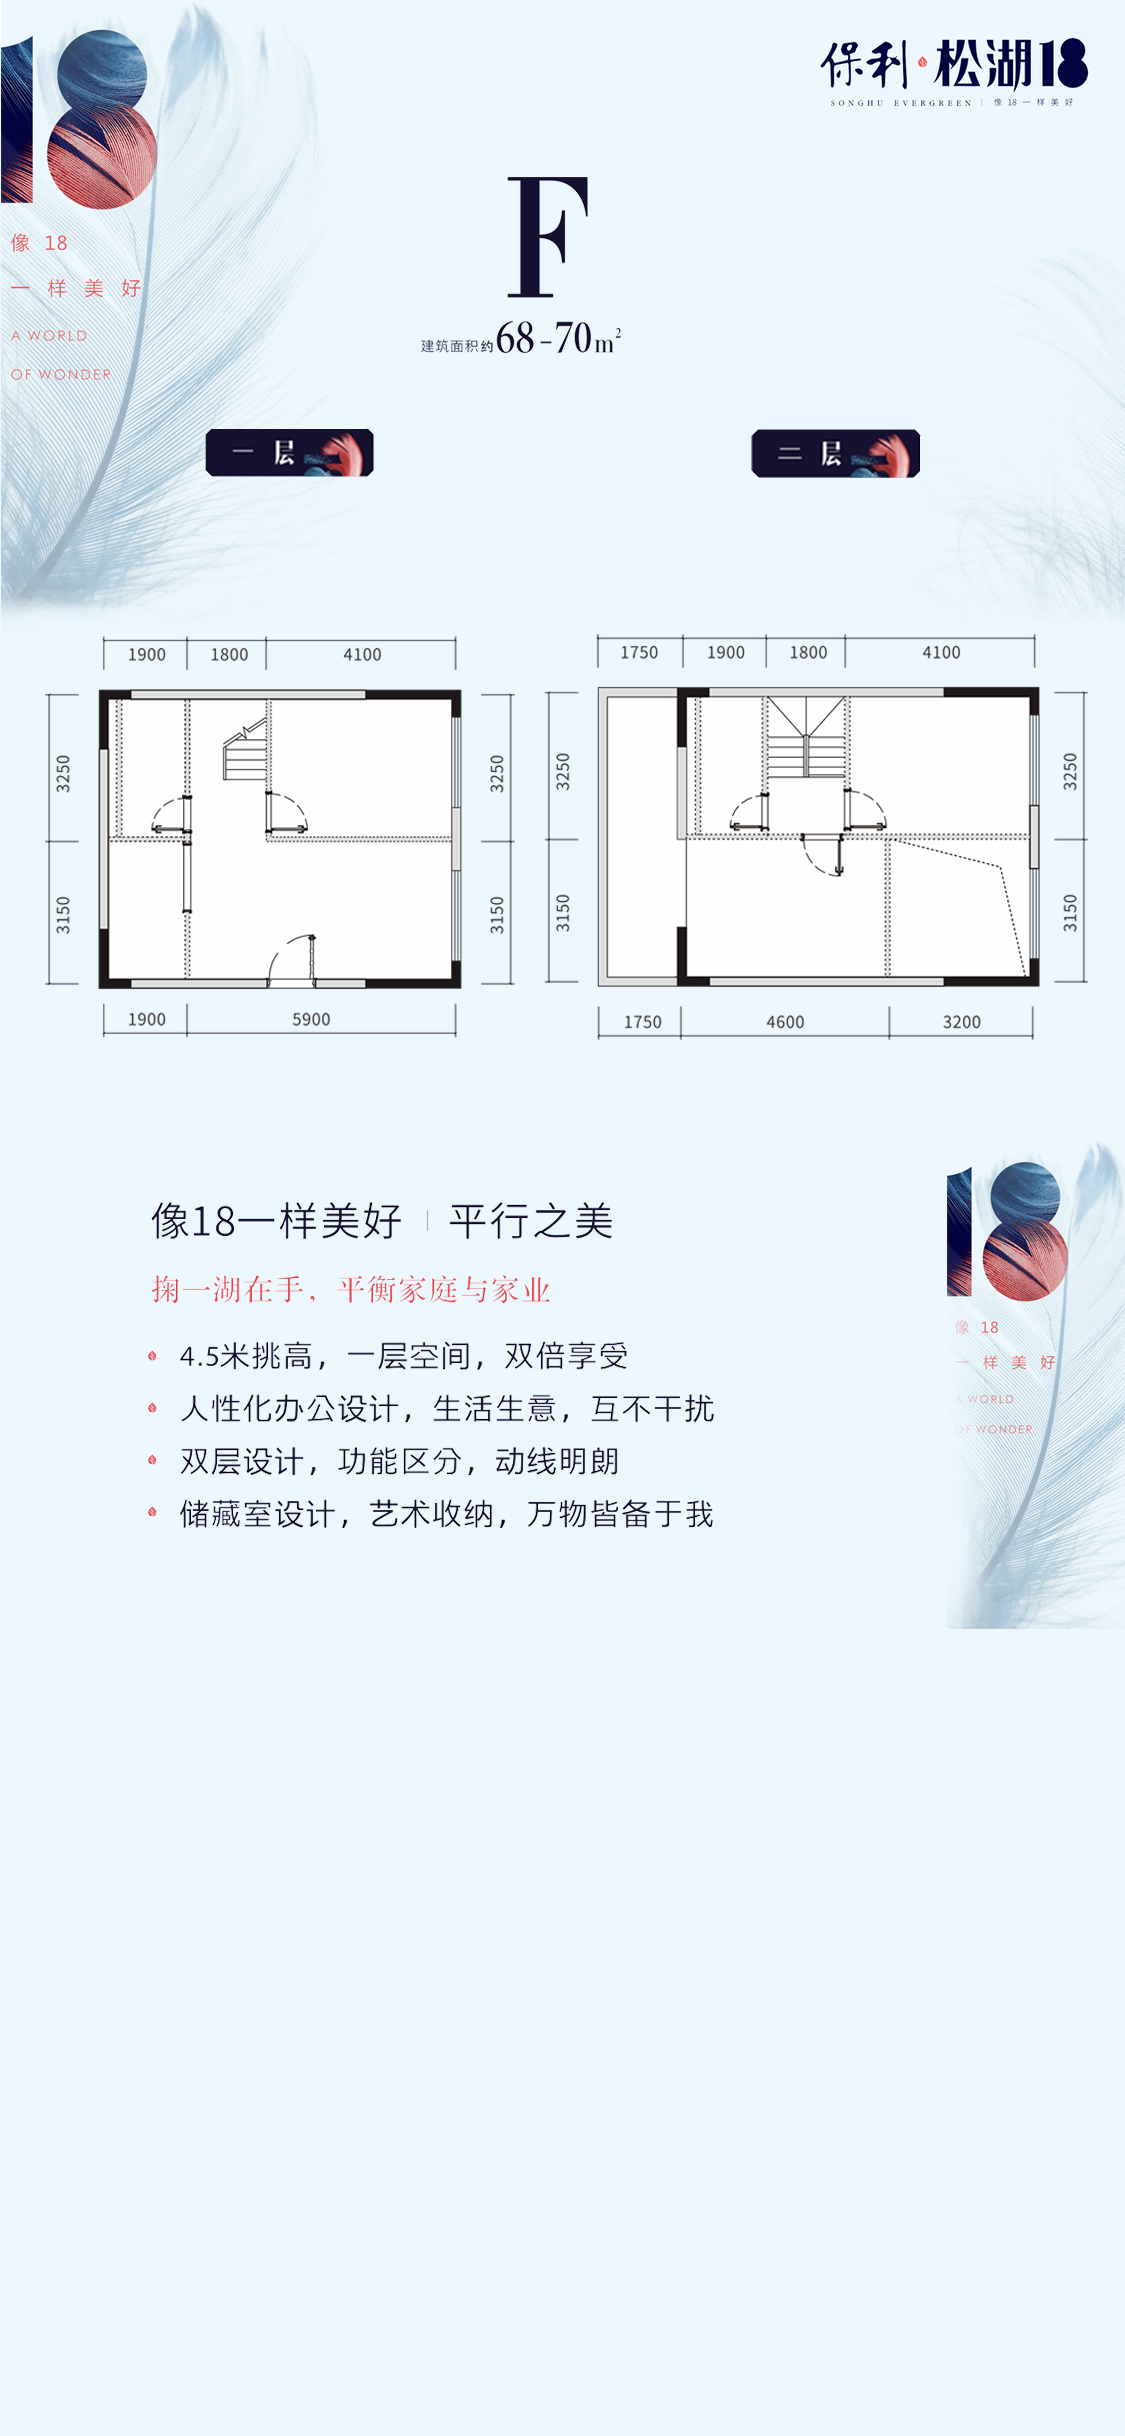 18
像 18
一样美好
A WORLD
OF WONDER
保利·松湖18
SONGHU EVERGREEN | 像18一样美好
F
建筑面积约68-70m²
一层
二层
1900 1800 4100
3250
3150
3250
3150
1900 5900
1750 1900 1800 4100
3250
3150
3250
3150
1750 4600 3200
像18一样美好 | 平行之美
掬一湖在手，平衡家庭与家业
4.5米挑高，一层空间，双倍享受
人性化办公设计，生活生意，互不干扰
双层设计，功能区分，动线明朗
储藏室设计，艺术收纳，万物皆备于我
18
像 18
一样美好
A WORLD
OF WONDER